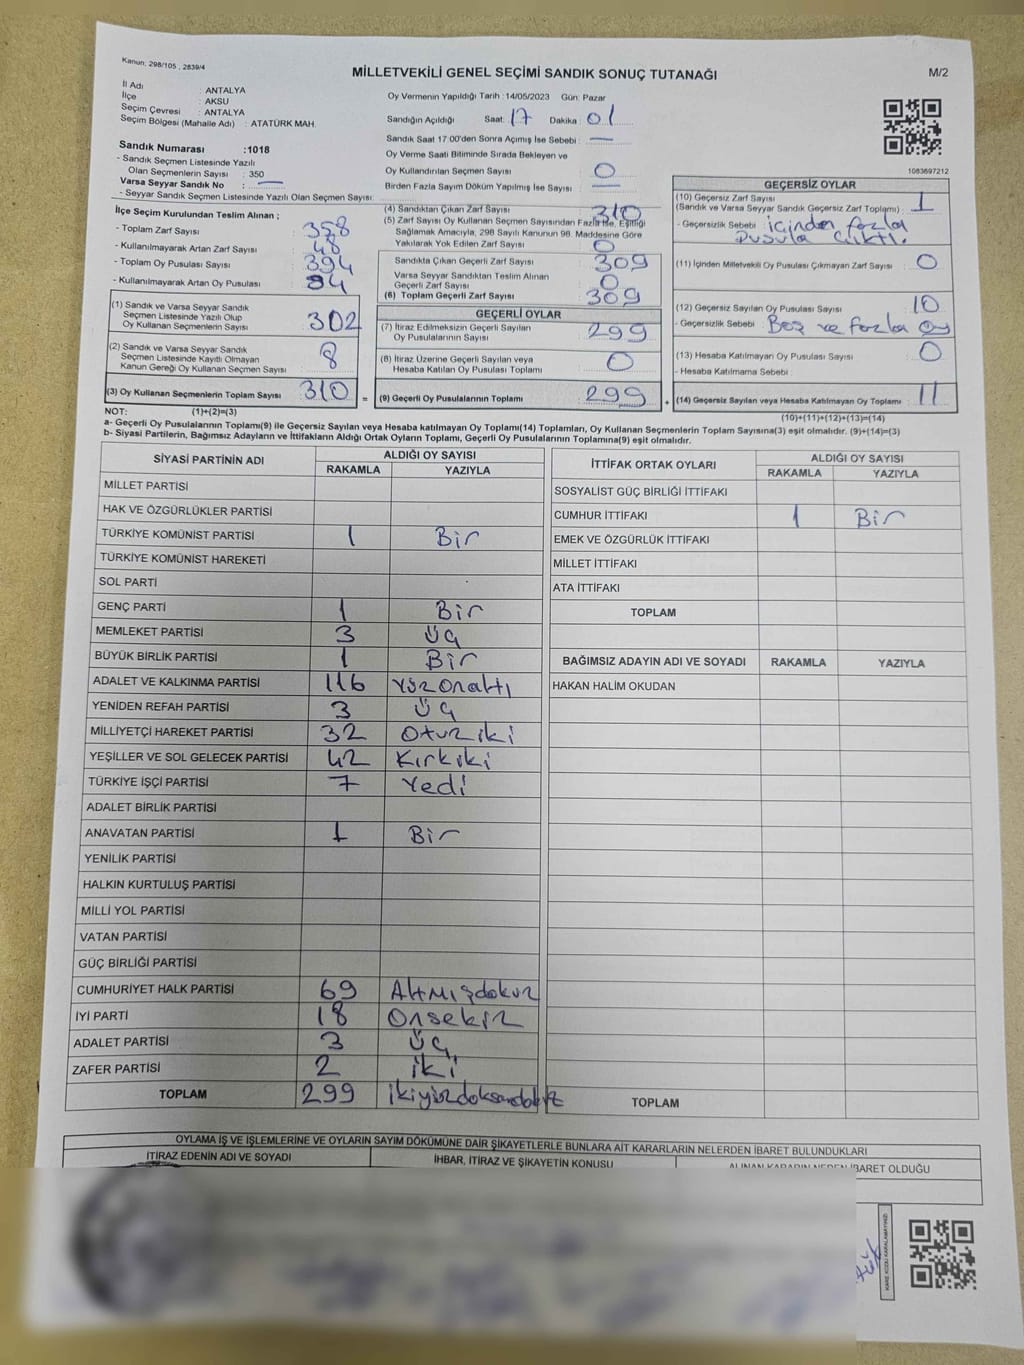 Kanun: 298/105 , 2839/4
MİLLETVEKİLİ GENEL SEÇİMİ SANDIK SONUÇ TUTANAĞI
M/2
İl Adı : ANTALYA
İlçe : AKSU
Seçim Çevresi : ANTALYA
Seçim Bölgesi (Mahalle Adı) : ATATÜRK MAH.
Sandık Numarası :1018
- Sandık Seçmen Listesinde Yazılı
Olan Seçmenlerin Sayısı : 350
Varsa Seyyar Sandık No : —
- Seyyar Sandık Seçmen Listesinde Yazılı Olan Seçmen Sayısı:
İlçe Seçim Kurulundan Teslim Alınan ;
- Toplam Zarf Sayısı : 358
- Kullanılmayarak Artan Zarf Sayısı : 48
- Toplam Oy Pusulası Sayısı : 394
- Kullanılmayarak Artan Oy Pusulası : 84
(1) Sandık ve Varsa Seyyar Sandık
Seçmen Listesinde Yazılı Olup
Oy Kullanan Seçmenlerin Sayısı : 302
(2) Sandık ve Varsa Seyyar Sandık
Seçmen Listesinde Kayıtlı Olmayan
Kanun Gereği Oy Kullanan Seçmen Sayısı : 8
(3) Oy Kullanan Seçmenlerin Toplam Sayısı : 310
Oy Vermenin Yapıldığı Tarih :14/05/2023 Gün: Pazar
Sandığın Açıldığı Saat: 17 Dakika : 01
Sandık Saat 17:00'den Sonra Açımış İse Sebebi : —
Oy Verme Saati Bitiminde Sırada Bekleyen ve
Oy Kullandırılan Seçmen Sayısı : 0
Birden Fazla Sayım Döküm Yapılmış İse Sayısı : —
(4) Sandıktan Çıkan Zarf Sayısı : 310
(5) Zarf Sayısı Oy Kullanan Seçmen Sayısından Fazla İse, Eşitliği
Sağlamak Amacıyla, 298 Sayılı Kanunun 98. Maddesine Göre
Yakılarak Yok Edilen Zarf Sayısı : 0
Sandıkta Çıkan Geçerli Zarf Sayısı : 309
Varsa Seyyar Sandıktan Teslim Alınan
Geçerli Zarf Sayısı : 0
(6) Toplam Geçerli Zarf Sayısı : 309
GEÇERLİ OYLAR
(7) İtiraz Edilmeksizin Geçerli Sayılan
Oy Pusulalarının Sayısı : 299
(8) İtiraz Üzerine Geçerli Sayılan veya
Hesaba Katılan Oy Pusulası Toplamı : 0
= (9) Geçerli Oy Pusulalarının Toplamı : 299
1083697212
GEÇERSİZ OYLAR
(10) Geçersiz Zarf Sayısı
(Sandık ve Varsa Seyyar Sandık Geçersiz Zarf Toplamı) : 1
- Geçersizlik Sebebi : içinden fazla
pusula çıktı.
(11) İçinden Milletvekili Oy Pusulası Çıkmayan Zarf Sayısı : 0
(12) Geçersiz Sayılan Oy Pusulası Sayısı : 10
- Geçersizlik Sebebi : Boş ve fazla oy
(13) Hesaba Katılmayan Oy Pusulası Sayısı : 0
- Hesaba Katılmama Sebebi :
+ (14) Geçersiz Sayılan veya Hesaba Katılmayan Oy Toplamı : 11
NOT: (1)+(2)=(3)
(10)+(11)+(12)+(13)=(14)
a- Geçerli Oy Pusulalarının Toplamı(9) ile Geçersiz Sayılan veya Hesaba katılmayan Oy Toplamı(14) Toplamları, Oy Kullanan Seçmenlerin Toplam Sayısına(3) eşit olmalıdır. (9)+(14)=(3)
b- Siyasi Partilerin, Bağımsız Adayların ve İttifakların Aldığı Ortak Oyların Toplamı, Geçerli Oy Pusulalarının Toplamına(9) eşit olmalıdır.
SİYASİ PARTİNİN ADI ALDIĞI OY SAYISI
RAKAMLA YAZIYLA
MİLLET PARTİSİ
HAK VE ÖZGÜRLÜKLER PARTİSİ
TÜRKİYE KOMÜNİST PARTİSİ 1 Bir
TÜRKİYE KOMÜNİST HAREKETİ
SOL PARTİ
GENÇ PARTİ 1 Bir
MEMLEKET PARTİSİ 3 Üç
BÜYÜK BİRLİK PARTİSİ 1 Bir
ADALET VE KALKINMA PARTİSİ 116 Yüzonaltı
YENİDEN REFAH PARTİSİ 3 Üç
MİLLİYETÇİ HAREKET PARTİSİ 32 Otuziki
YEŞİLLER VE SOL GELECEK PARTİSİ 42 Kırkiki
TÜRKİYE İŞÇİ PARTİSİ 7 Yedi
ADALET BİRLİK PARTİSİ
ANAVATAN PARTİSİ 1 Bir
YENİLİK PARTİSİ
HALKIN KURTULUŞ PARTİSİ
MİLLİ YOL PARTİSİ
VATAN PARTİSİ
GÜÇ BİRLİĞİ PARTİSİ
CUMHURİYET HALK PARTİSİ 69 Altmışdokuz
İYİ PARTİ 18 Onsekiz
ADALET PARTİSİ 3 Üç
ZAFER PARTİSİ 2 iki
TOPLAM 299 ikiyüzdoksandokuz
İTTİFAK ORTAK OYLARI ALDIĞI OY SAYISI
RAKAMLA YAZIYLA
SOSYALİST GÜÇ BİRLİĞİ İTTİFAKI
CUMHUR İTTİFAKI 1 Bir
EMEK VE ÖZGÜRLÜK İTTİFAKI
MİLLET İTTİFAKI
ATA İTTİFAKI
TOPLAM
BAĞIMSIZ ADAYIN ADI VE SOYADI RAKAMLA YAZIYLA
HAKAN HALİM OKUDAN
TOPLAM
OYLAMA İŞ VE İŞLEMLERİNE VE OYLARIN SAYIM DÖKÜMÜNE DAİR ŞİKAYETLERLE BUNLARA AİT KARARLARIN NELERDEN İBARET BULUNDUKLARI
İTİRAZ EDENİN ADI VE SOYADI İHBAR, İTİRAZ VE ŞİKAYETİN KONUSU ALINAN KARARIN NEDEN İBARET OLDUĞU
KARE KODU KARALAMAYINIZ!